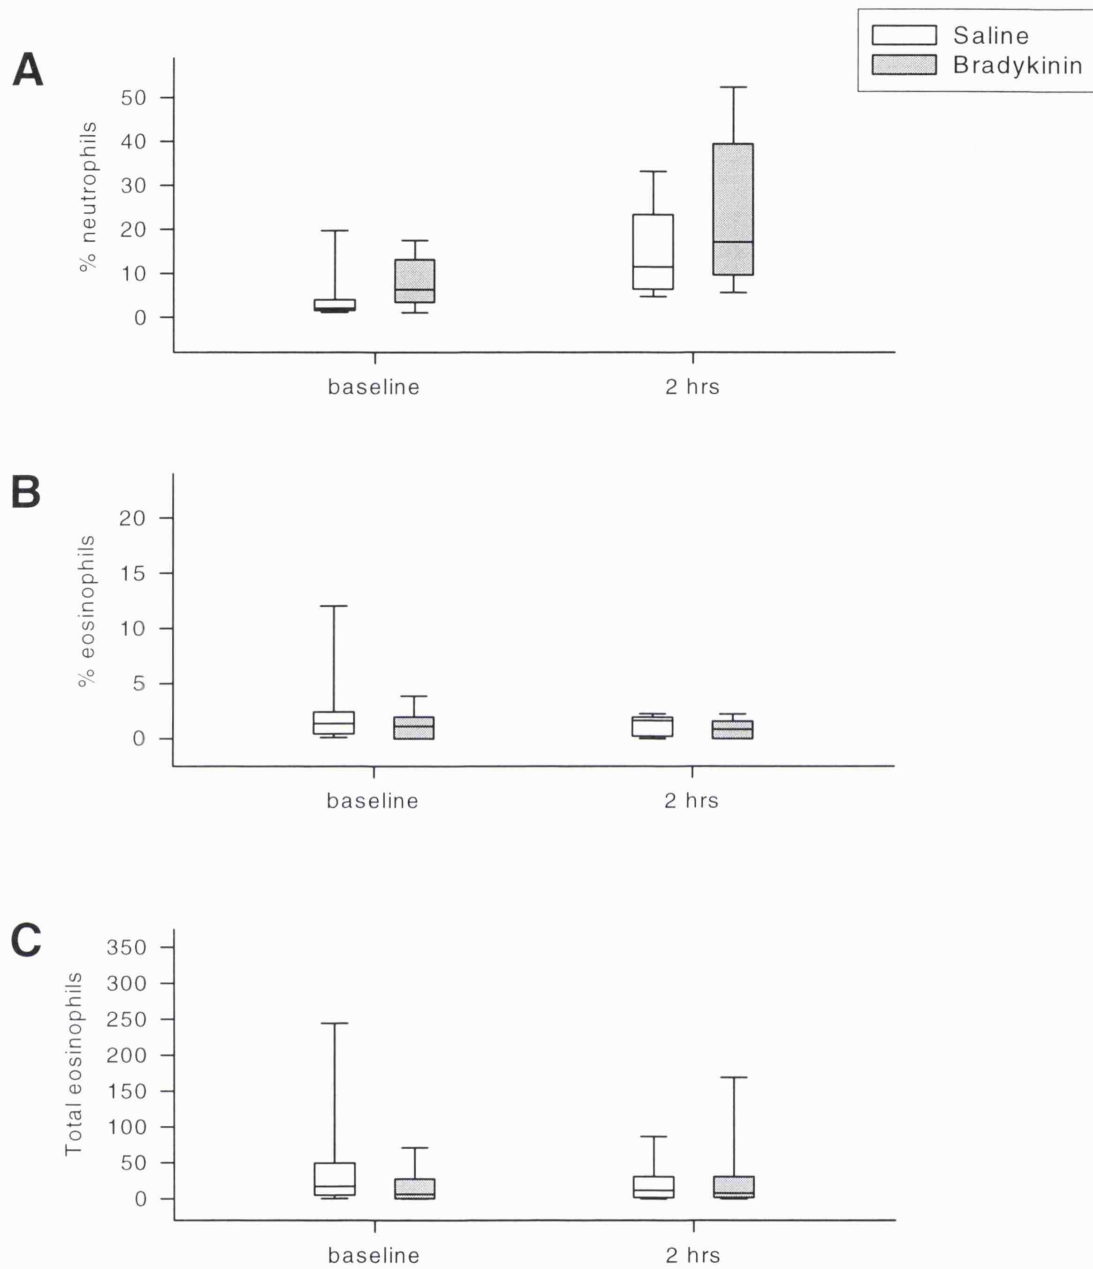 Saline
Bradykinin
A
% neutrophils
50
40
30
20
10
0
baseline 2 hrs
B
% eosinophils
20
15
10
5
0
baseline 2 hrs
C
Total eosinophils
350
300
250
200
150
100
50
0
baseline 2 hrs